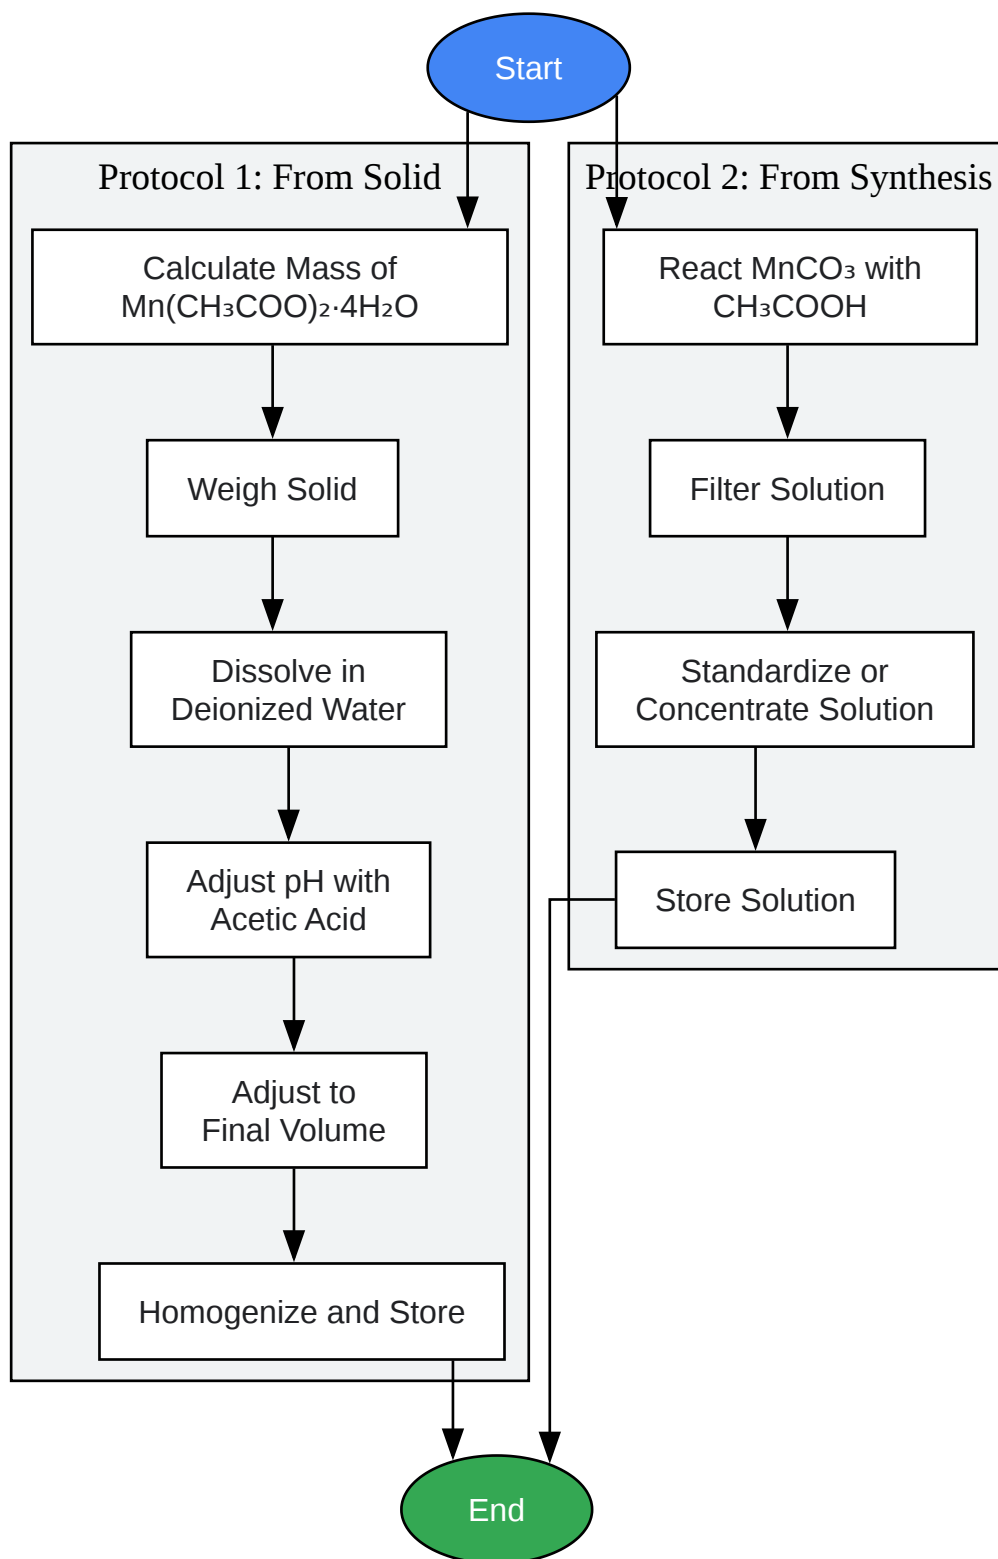 Start
Protocol 1: From Solid
Calculate Mass of
Mn(CH₃COO)₂·4H₂O
Weigh Solid
Dissolve in
Deionized Water
Adjust pH with
Acetic Acid
Adjust to
Final Volume
Homogenize and Store
Protocol 2: From Synthesis
React MnCO₃ with
CH₃COOH
Filter Solution
Standardize or
Concentrate Solution
Store Solution
End